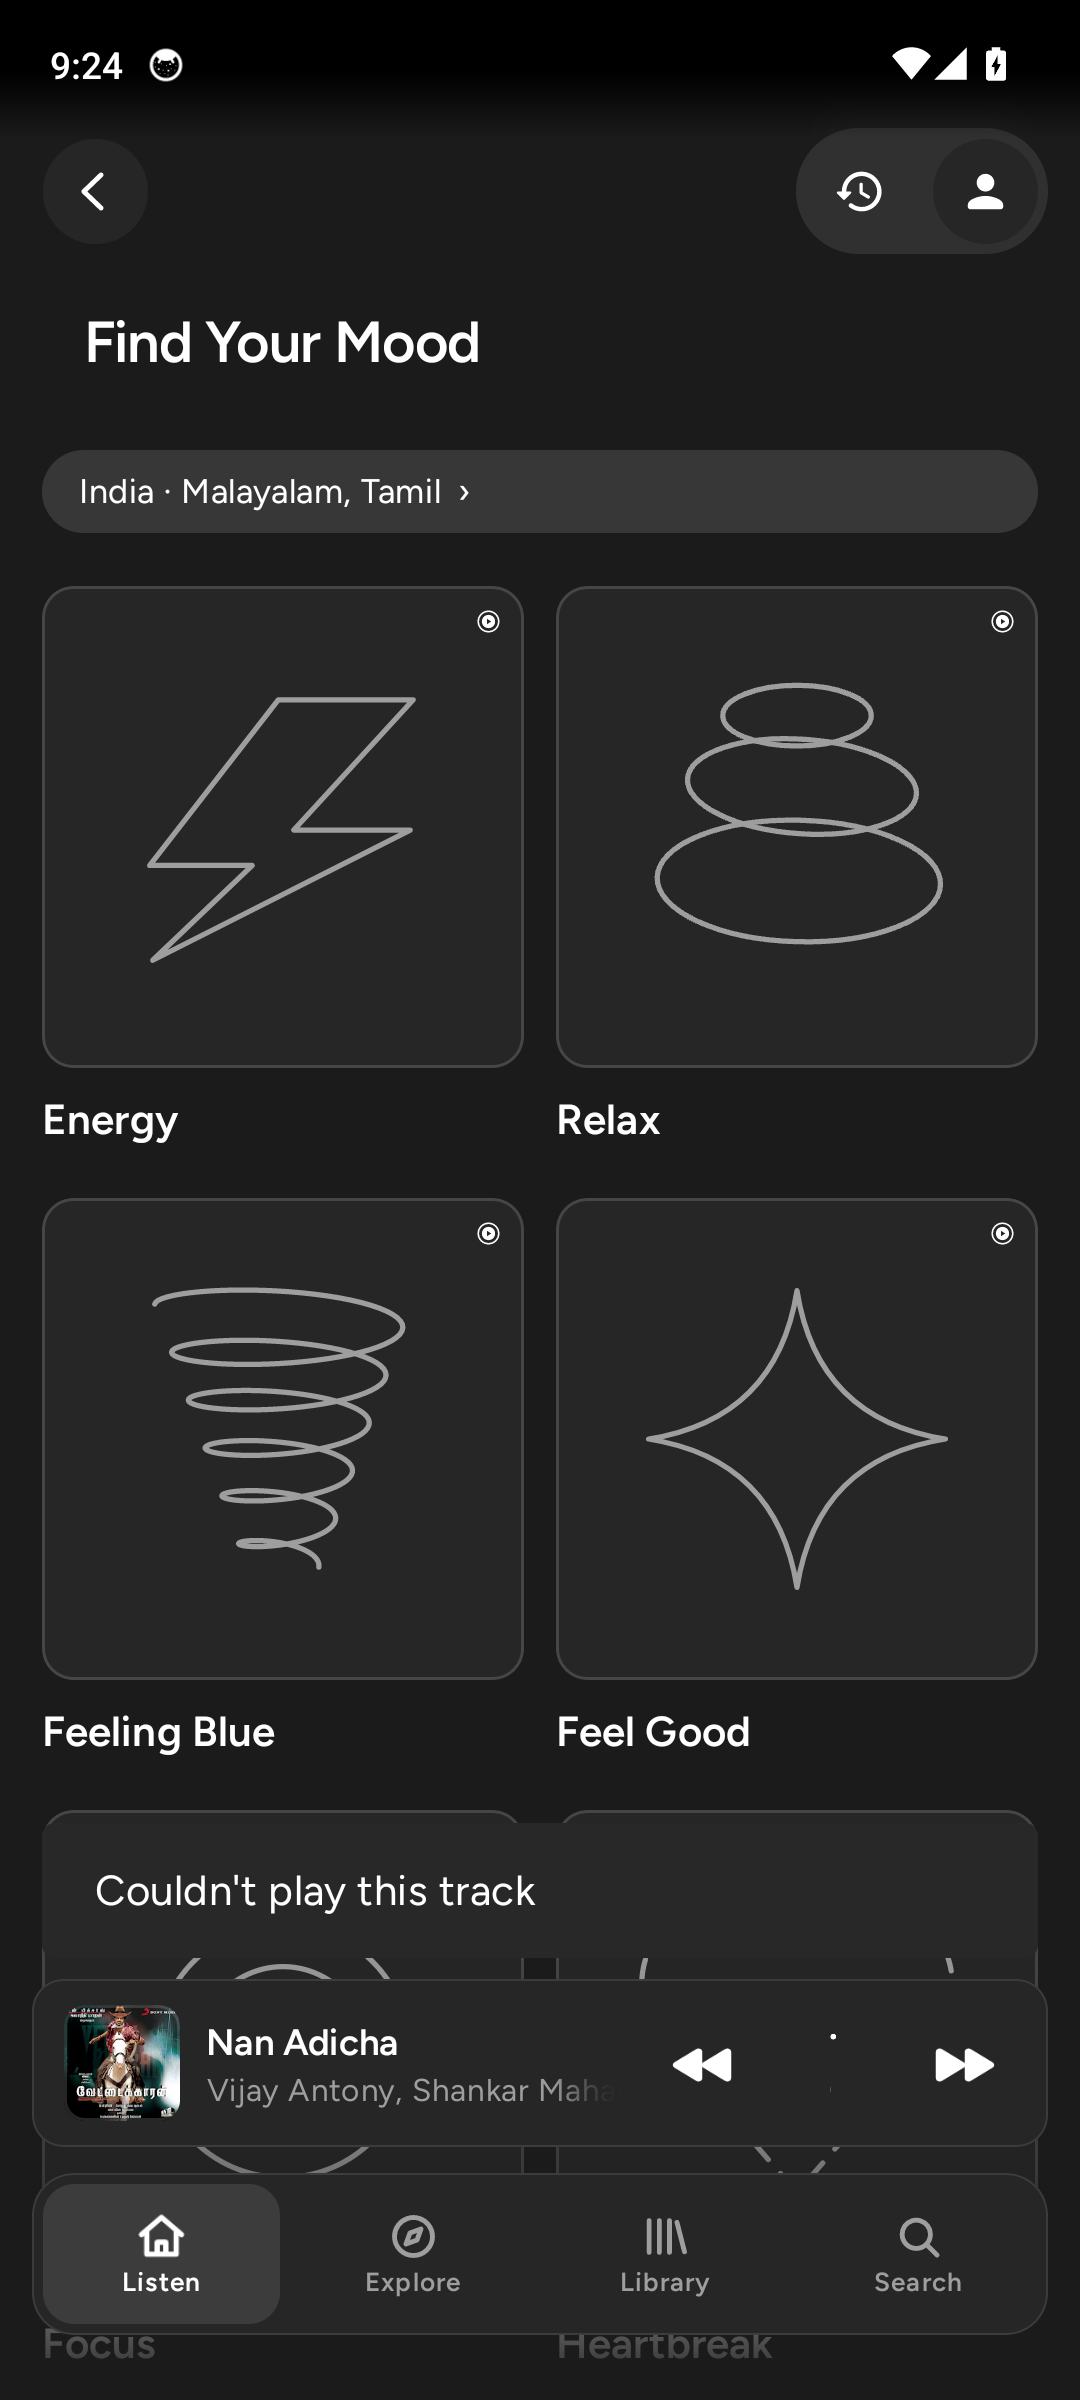 9:24
Find Your Mood
India · Malayalam, Tamil ›
Energy
Relax
Feeling Blue
Feel Good
Couldn't play this track
வேட்டைக்காரன்
Nan Adicha
Vijay Antony, Shankar Maha
Listen
Explore
Library
Search
Focus
Heartbreak